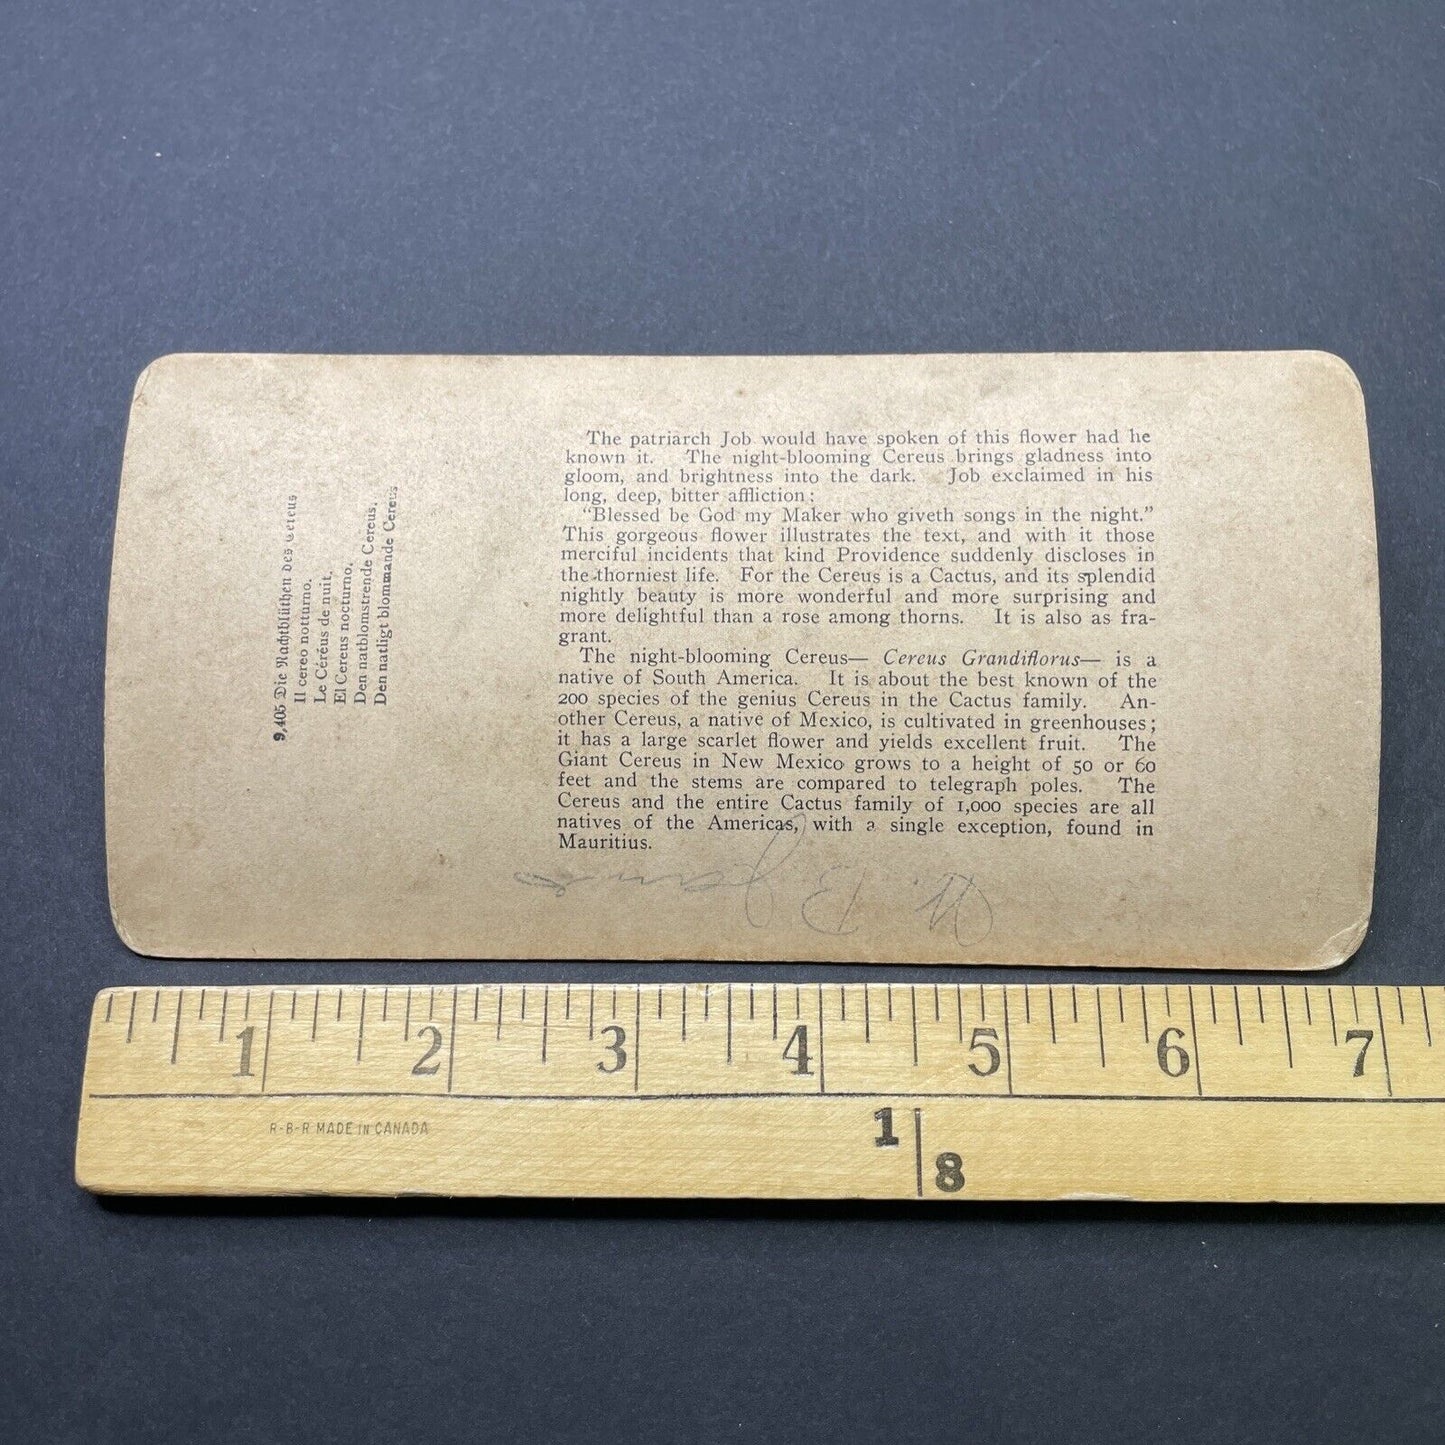 The patriarch Job would have spoken of this flower had he
known it. The night-blooming Cereus brings gladness into
gloom, and brightness into the dark. Job exclaimed in his
long, deep, bitter affliction:
"Blessed be God my Maker who giveth songs in the night."
This gorgeous flower illustrates the text, and with it those
merciful incidents that kind Providence suddenly discloses in
the thorniest life. For the Cereus is a Cactus, and its splendid
nightly beauty is more wonderful and more surprising and
more delightful than a rose among thorns. It is also as fra-
grant.
The night-blooming Cereus— Cereus Grandiflorus— is a
native of South America. It is about the best known of the
200 species of the genius Cereus in the Cactus family. An-
other Cereus, a native of Mexico, is cultivated in greenhouses;
it has a large scarlet flower and yields excellent fruit. The
Giant Cereus in New Mexico grows to a height of 50 or 60
feet and the stems are compared to telegraph poles. The
Cereus and the entire Cactus family of 1,000 species are all
natives of the Americas, with a single exception, found in
Mauritius.
9,405 Die Nachtblüthen des Cereus
Il cereo notturno.
Le Céréus de nuit.
El Cereus nocturno.
Den natblomstrende Cereus.
Den natligt blommande Cereus
W. B.
1 2 3 4 5 6 7
R-B-R MADE IN CANADA
1
8